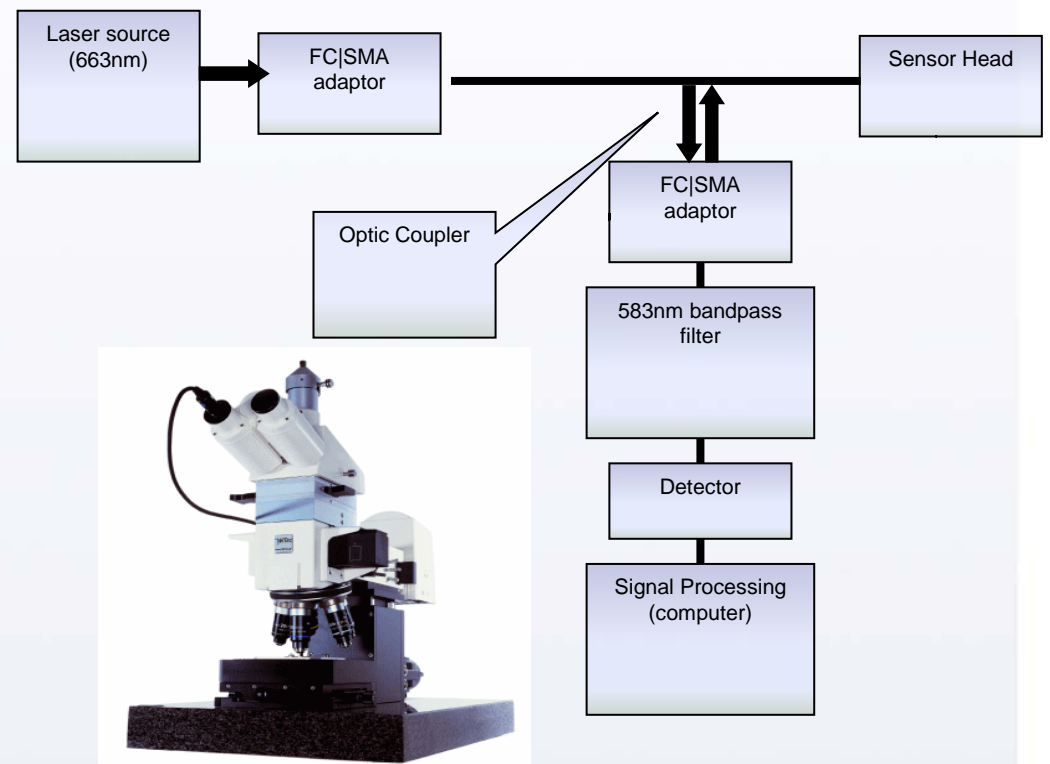 Laser source
(663nm)
FC|SMA
adaptor
Sensor Head
FC|SMA
adaptor
Optic Coupler
583nm bandpass
filter
Detector
Signal Processing
(computer)